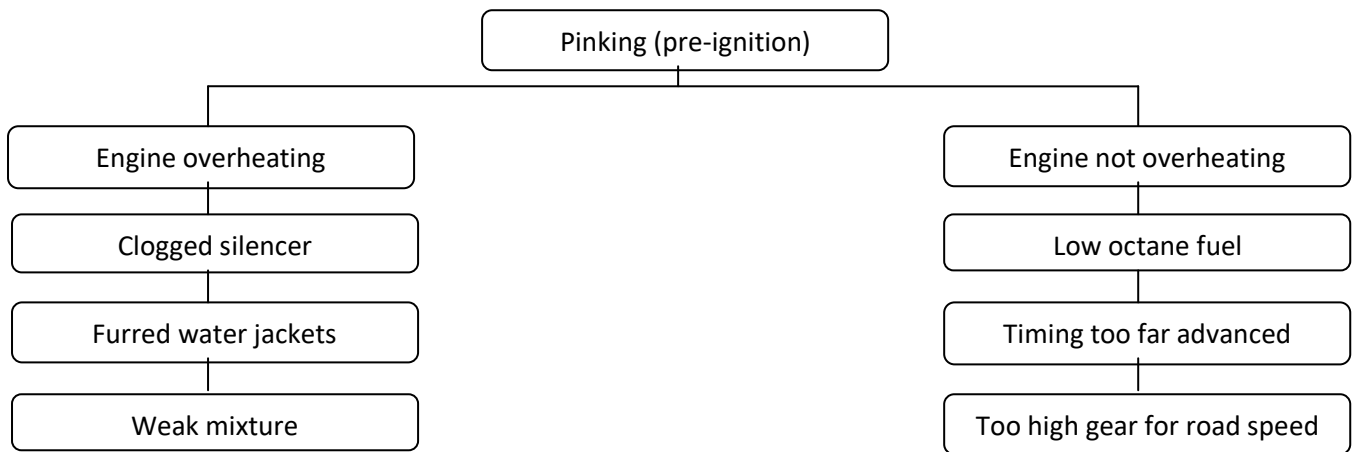 Pinking (pre-ignition)
Engine overheating
Engine not overheating
Clogged silencer
Low octane fuel
Furred water jackets
Timing too far advanced
Weak mixture
Too high gear for road speed